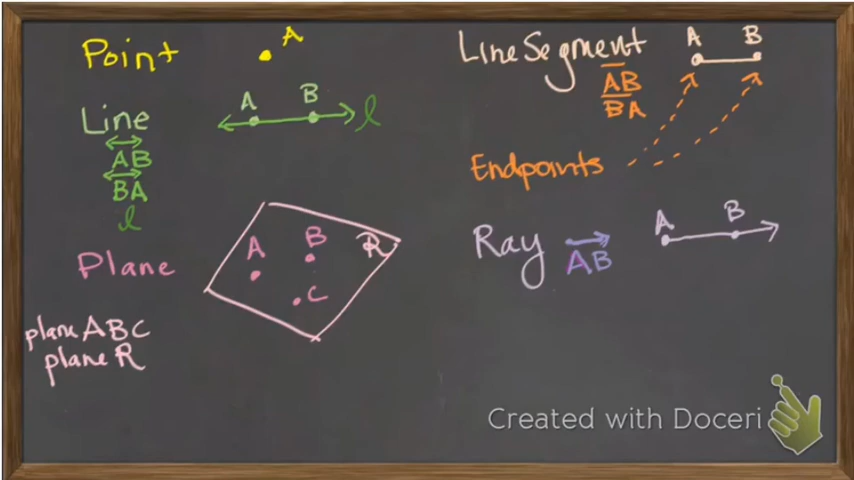 Point
A
Line
A B
l
AB
BA
l
Plane
A
B
R
C
plane ABC
plane R
Line Segment
A B
AB
BA
Endpoints
Ray
AB
A B
Created with Doceri